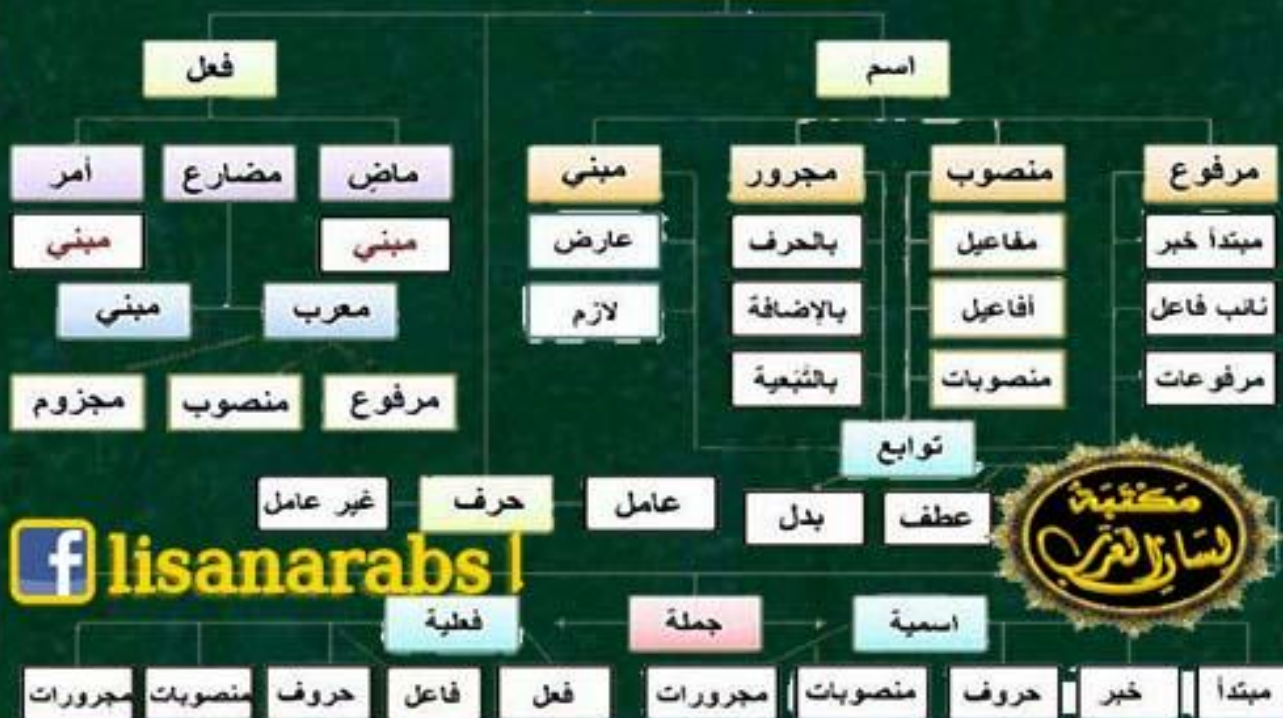 اسم
فعل
مرفوع منصوب مجرور مبني
ماضٍ مضارع أمر
مبتدأ خبر مفاعيل بالحرف عارض
مبني مبني
نائب فاعل أفاعيل بالإضافة لازم
معرب مبني
مرفوعات منصوبات بالتبعية
مرفوع منصوب مجزوم
توابع
عطف بدل
عامل حرف غير عامل
مكتبة لسان العرب
f lisanarabs
جملة
اسمية فعلية
مبتدأ خبر حروف منصوبات مجرورات فعل فاعل حروف منصوبات مجرورات